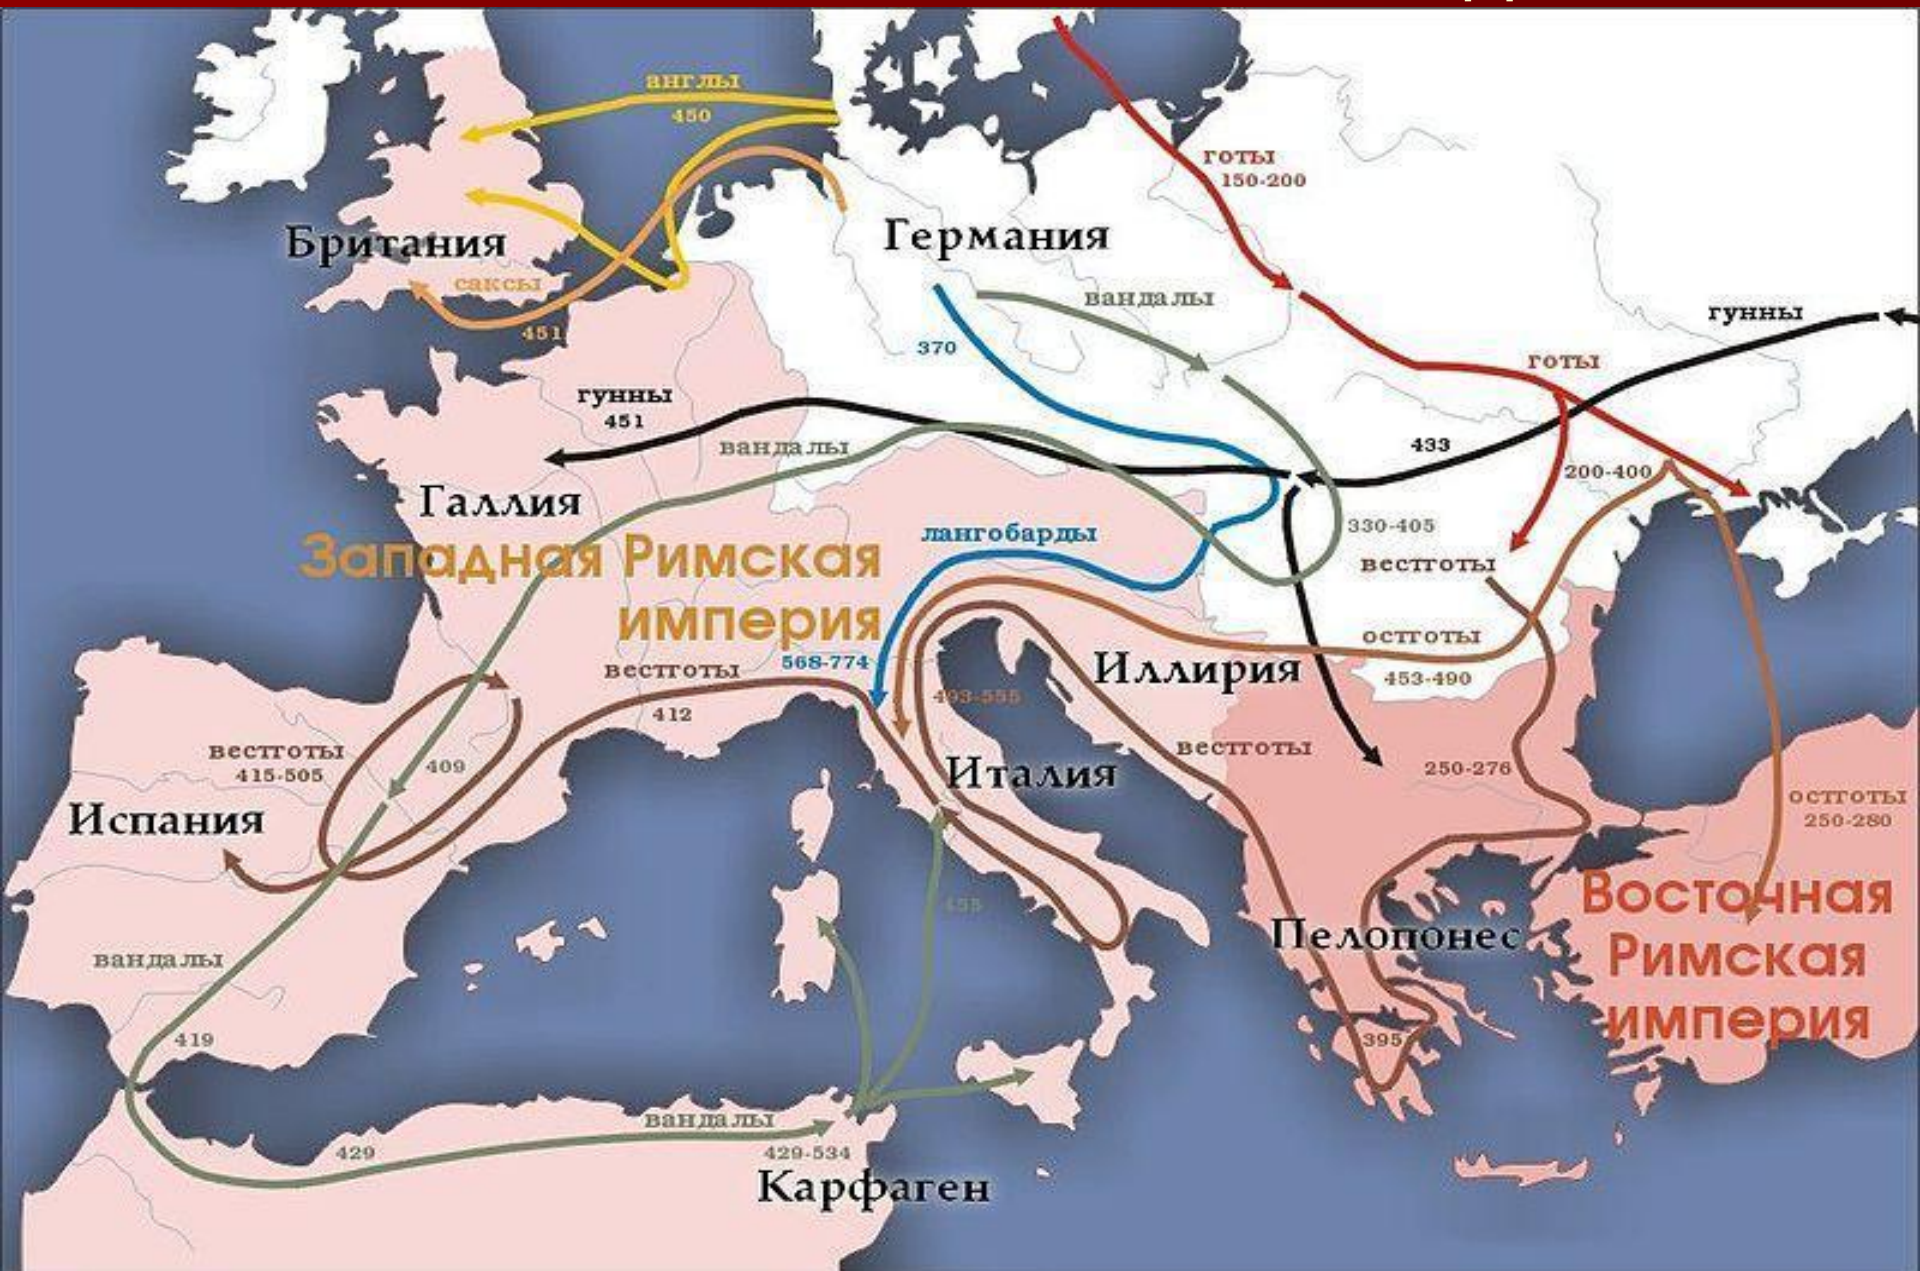 англы
450
готы
150-200
Британия
Германия
саксы
451
вандалы
370
гунны
готы
гунны
451
вандалы
433
200-400
Галлия
330-405
лангобарды
Западная Римская
империя
вестготы
остготы
453-490
568-774
вестготы
412
Иллирия
493-555
вестготы
415-505
409
вестготы
250-276
Италия
Испания
остготы
250-280
455
Восточная
Римская
империя
Пелопонес
вандалы
419
395
вандалы
429
429-534
Карфаген